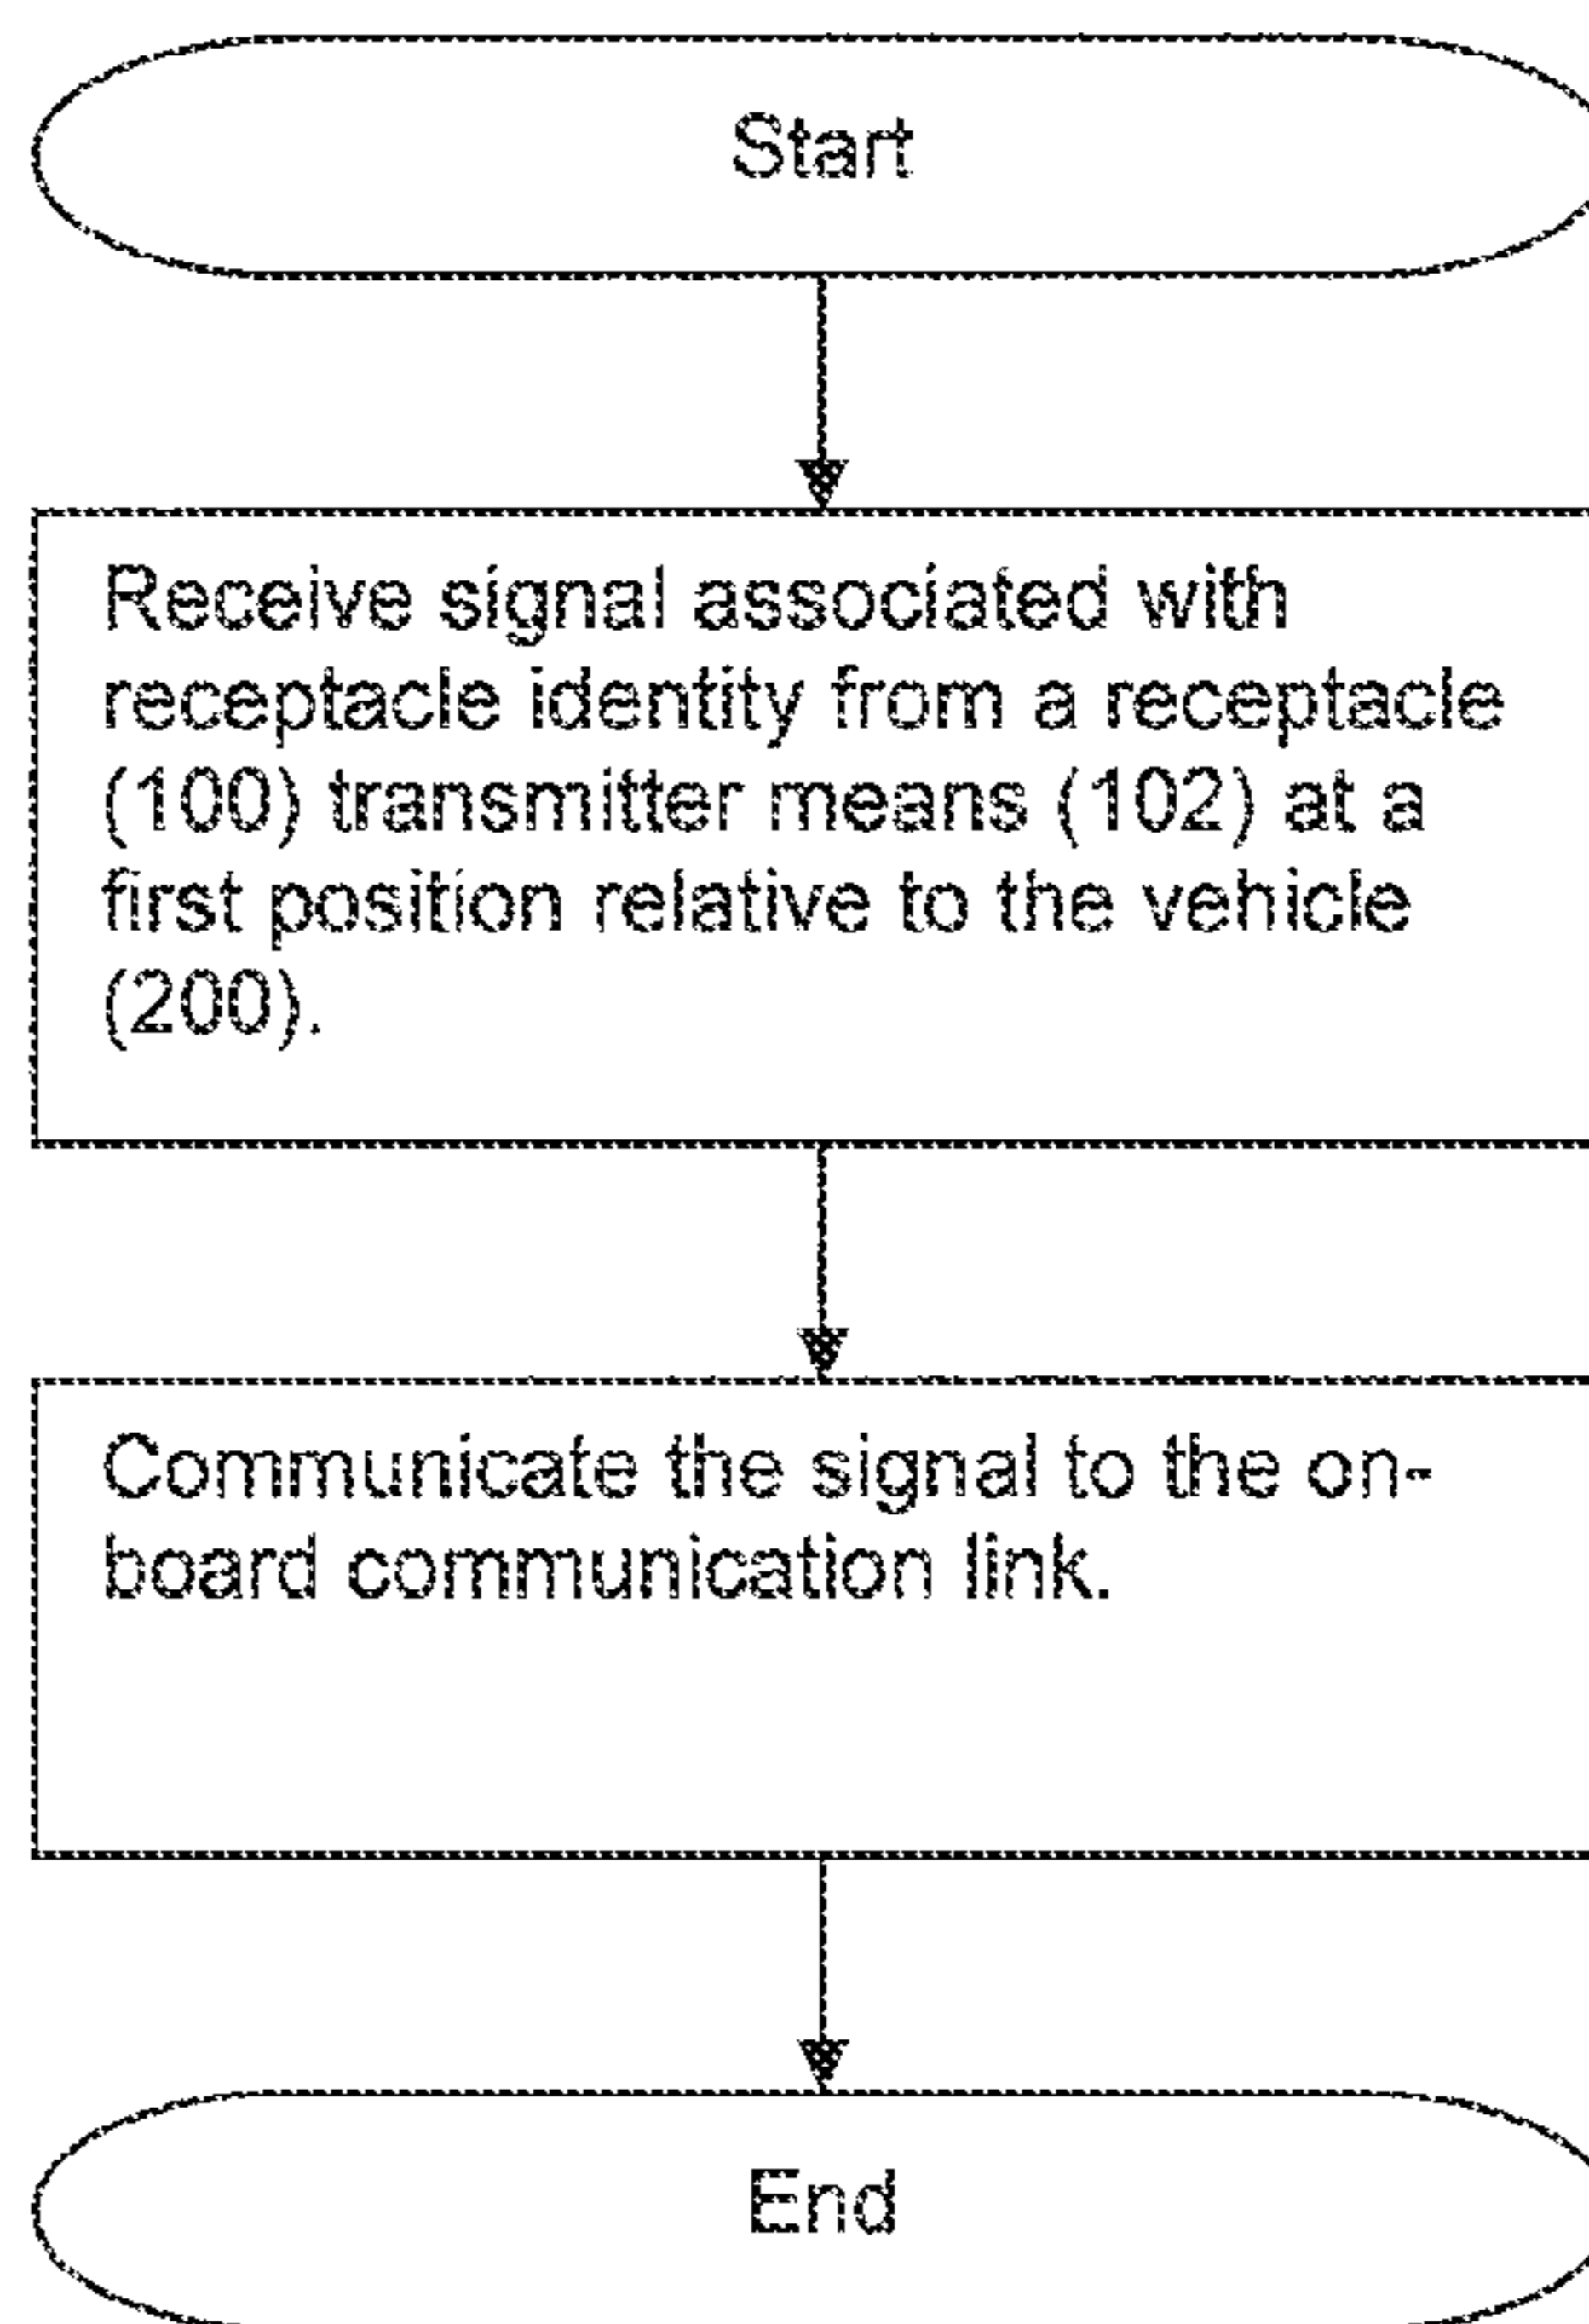 Start
Receive signal associated with
receptacle identity from a receptacle
(100) transmitter means (102) at a
first position relative to the vehicle
(200).
Communicate the signal to the on-
board communication link.
End